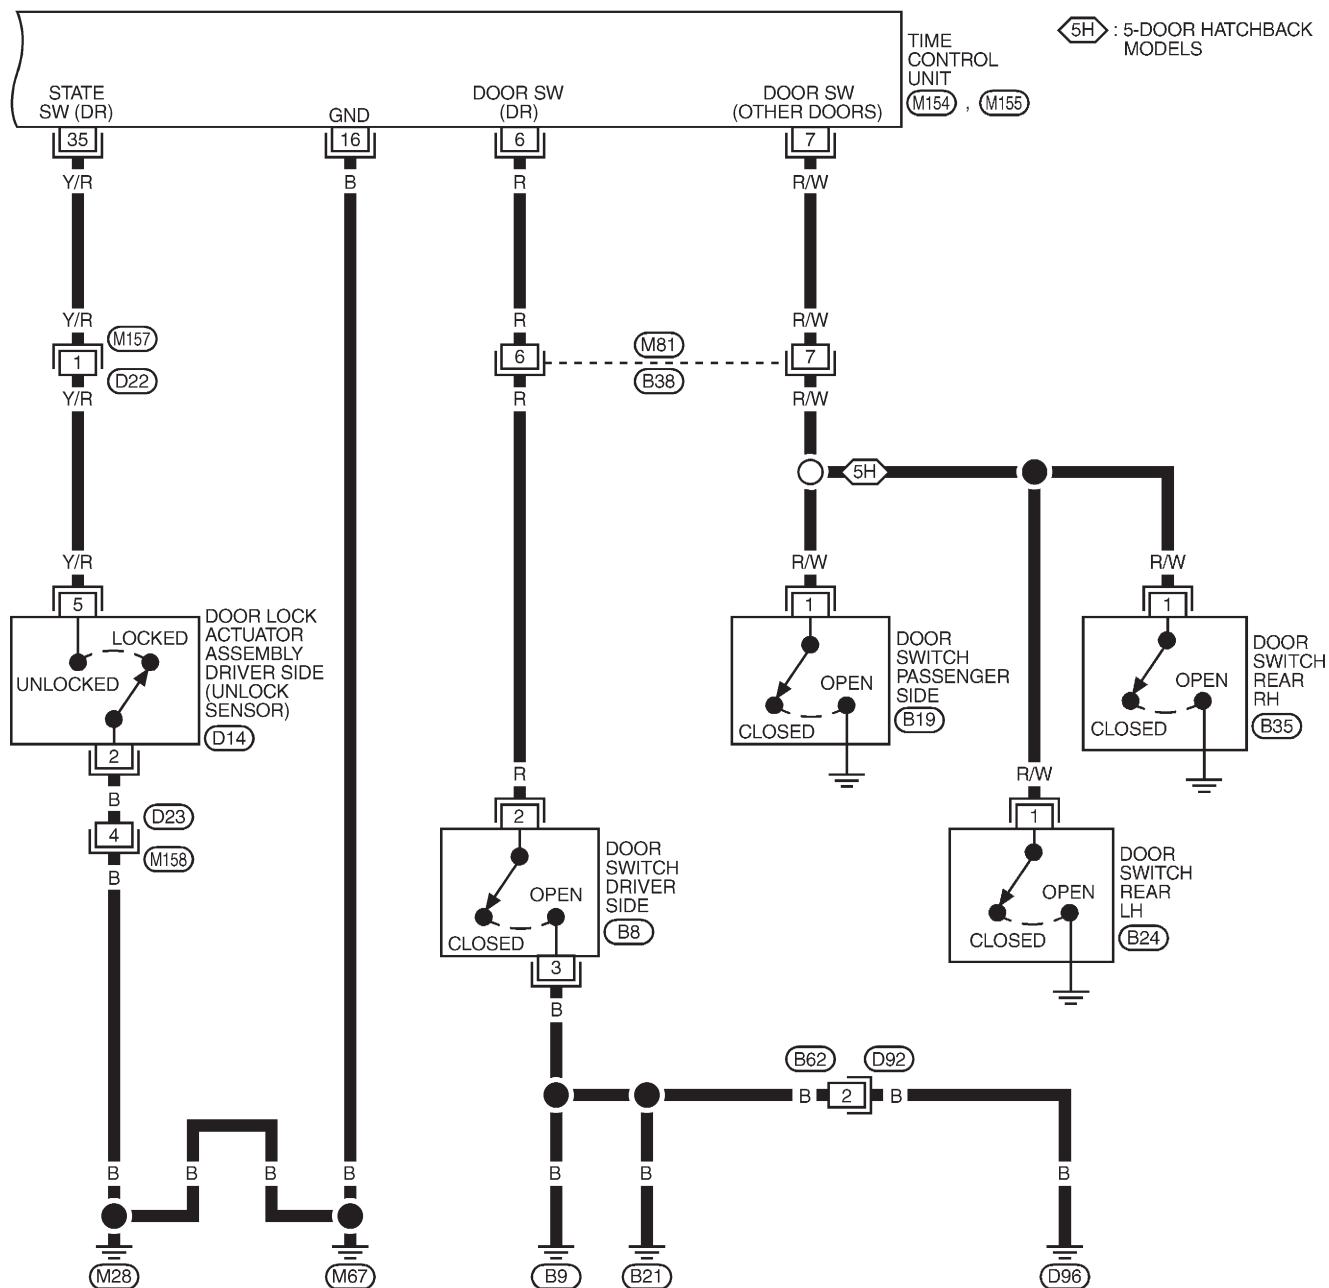 5H : 5-DOOR HATCHBACK
MODELS
TIME
CONTROL
UNIT
M154 , M155
STATE
SW (DR)
GND
DOOR SW
(DR)
DOOR SW
(OTHER DOORS)
35
16
6
7
Y/R
B
R
R/W
Y/R
R
R/W
M157
1
D22
6
M81
B38
7
Y/R
R
R/W
5H
Y/R
R/W
R/W
5
1
1
LOCKED
UNLOCKED
DOOR LOCK
ACTUATOR
ASSEMBLY
DRIVER SIDE
(UNLOCK
SENSOR)
D14
2
OPEN
CLOSED
DOOR
SWITCH
PASSENGER
SIDE
B19
OPEN
CLOSED
DOOR
SWITCH
REAR
RH
B35
B
R
R/W
D23
4
M158
B
2
1
OPEN
CLOSED
DOOR
SWITCH
DRIVER
SIDE
B8
3
OPEN
CLOSED
DOOR
SWITCH
REAR
LH
B24
B
B62
D92
B
2
B
B
B
B
B
B
B
B
M28
M67
B9
B21
D96